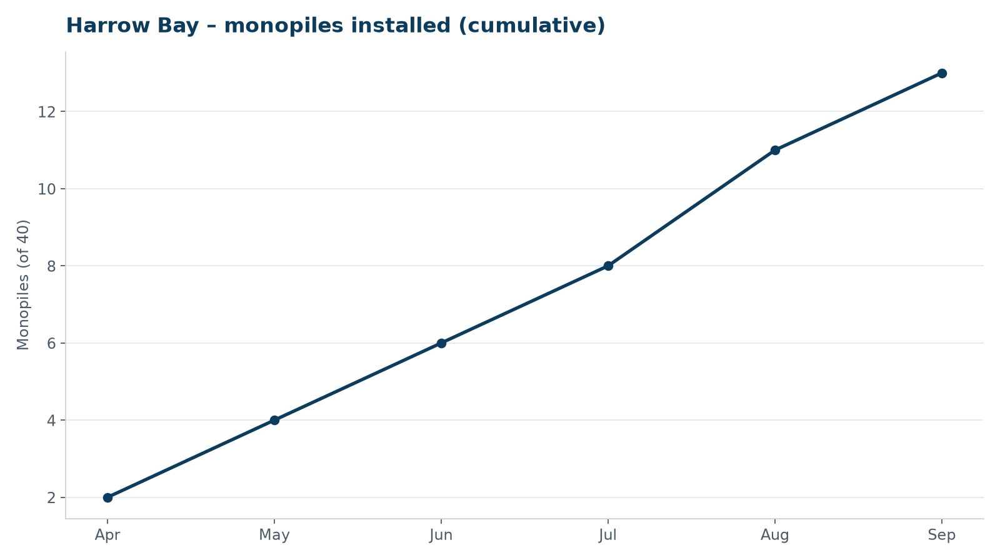 Harrow Bay – monopiles installed (cumulative)
Monopiles (of 40)
12
10
8
6
4
2
Apr May Jun Jul Aug Sep